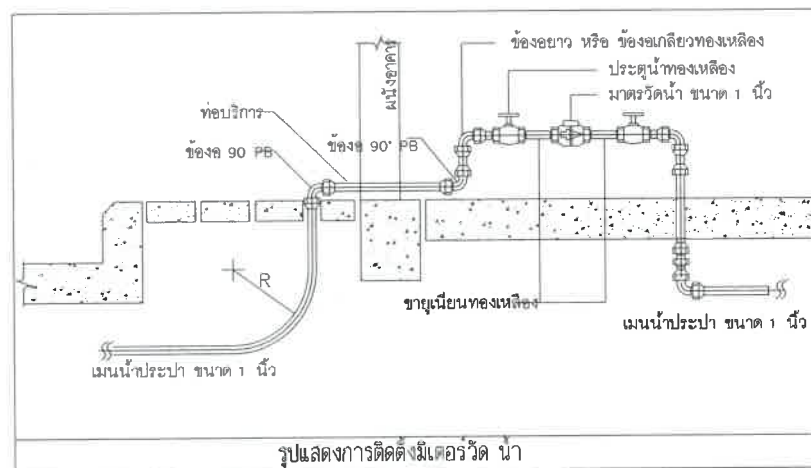 ข้องอยาว หรือ ข้องอเกลียวทองเหลือง
ประตูน้ำทองเหลือง
มาตรวัดน้ำ ขนาด 1 นิ้ว
ผนังอาคาร
ท่อบริการ
ข้องอ 90 PB
ข้องอ 90° PB
R
ขายูเนียนทองเหลือง
เมนน้ำประปา ขนาด 1 นิ้ว
เมนน้ำประปา ขนาด 1 นิ้ว
รูปแสดงการติดตั้งมิเตอร์วัด น้ำ